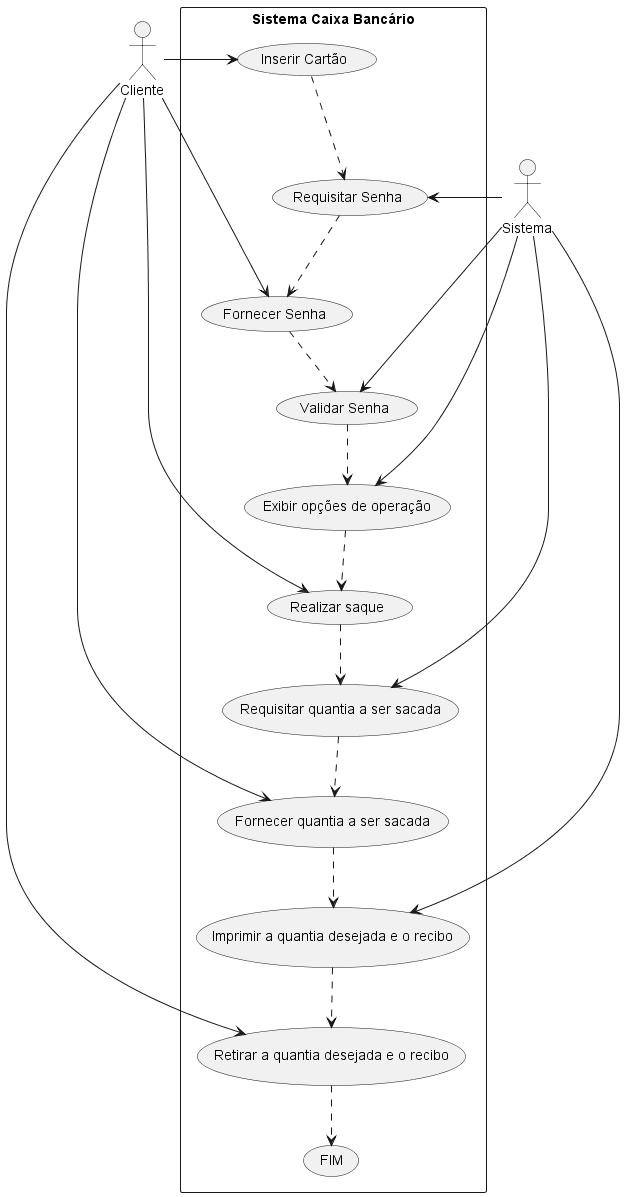 Sistema Caixa Bancário
Inserir Cartão
Cliente
Requisitar Senha
Sistema
Fornecer Senha
Validar Senha
Exibir opções de operação
Realizar saque
Requisitar quantia a ser sacada
Fornecer quantia a ser sacada
Imprimir a quantia desejada e o recibo
Retirar a quantia desejada e o recibo
FIM